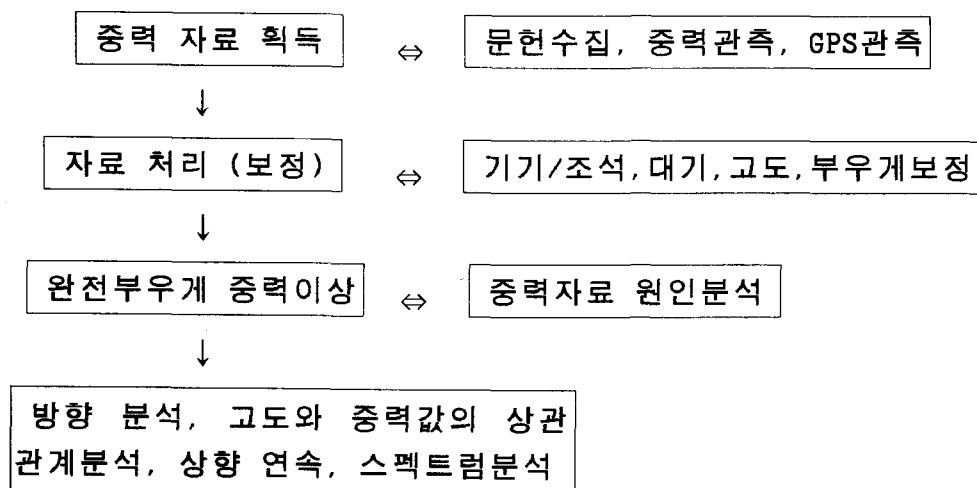 중력 자료 획득 ⇔ 문헌수집, 중력관측, GPS관측
↓
자료 처리 (보정) ⇔ 기기/조석,대기,고도,부우게보정
↓
완전부우게 중력이상 ⇔ 중력자료 원인분석
↓
방향 분석, 고도와 중력값의 상관
관계분석, 상향 연속, 스펙트럼분석